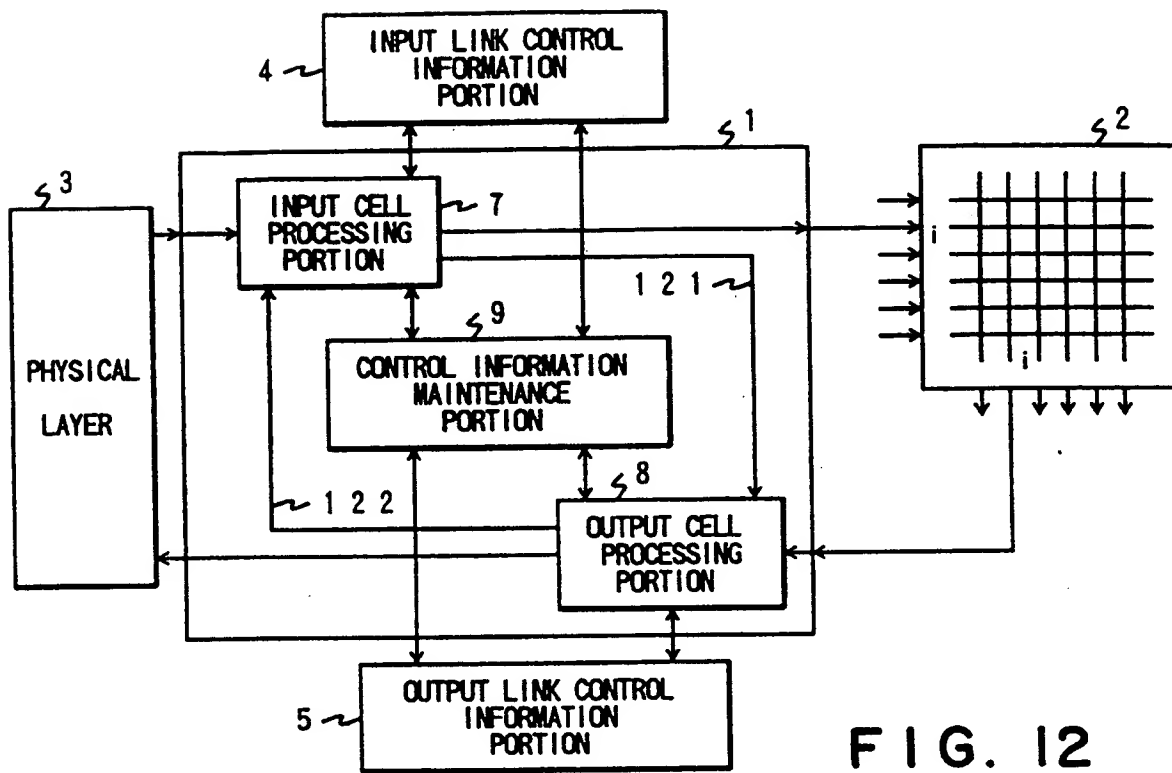 INPUT LINK CONTROL
INFORMATION
PORTION
4
1
2
3
INPUT CELL
PROCESSING
PORTION
7
i
121
9
PHYSICAL
LAYER
CONTROL INFORMATION
MAINTENANCE
PORTION
i
8
122
OUTPUT CELL
PROCESSING
PORTION
5
OUTPUT LINK CONTROL
INFORMATION
PORTION
FIG. 12